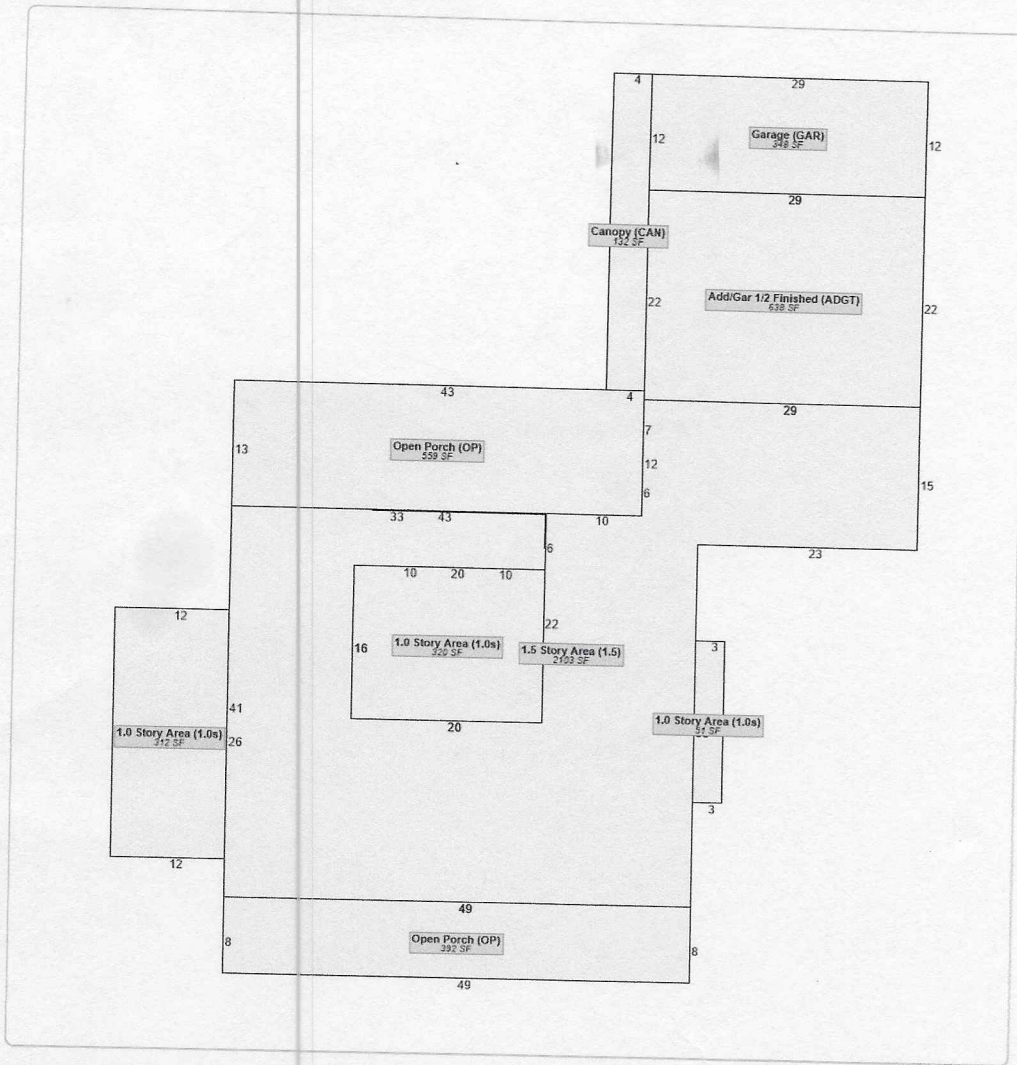 4
29
12
Garage (GAR)
348 SF
12
29
Canopy (CAN)
132 SF
22
Add/Gar 1/2 Finished (ADGT)
638 SF
22
43
4
29
7
13
Open Porch (OP)
559 SF
12
6
15
33
43
10
6
23
10
20
10
12
22
16
1.0 Story Area (1.0s)
320 SF
1.5 Story Area (1.5)
2103 SF
3
41
20
1.0 Story Area (1.0s)
51 SF
1.0 Story Area (1.0s)
312 SF
26
3
12
49
8
Open Porch (OP)
392 SF
8
49